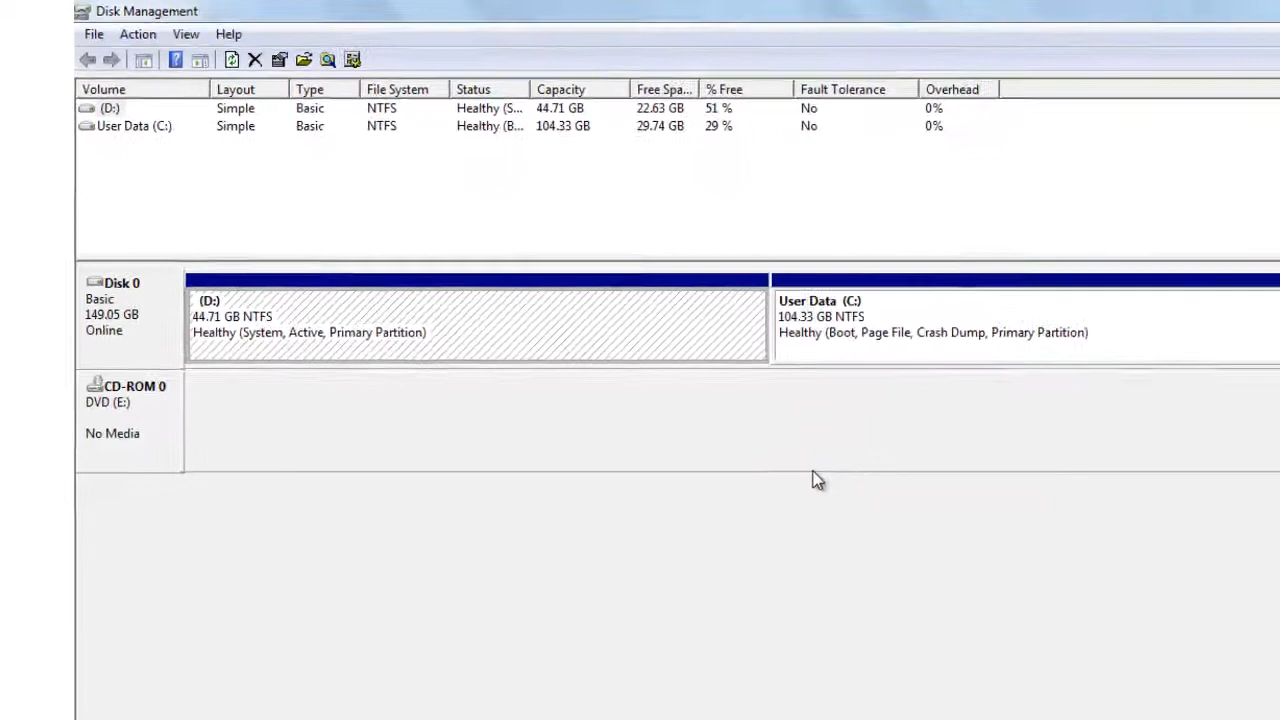 Disk Management
File Action View Help
Volume Layout Type File System Status Capacity Free Spa... % Free Fault Tolerance Overhead
(D:) Simple Basic NTFS Healthy (S... 44.71 GB 22.63 GB 51 % No 0%
User Data (C:) Simple Basic NTFS Healthy (B... 104.33 GB 29.74 GB 29 % No 0%
Disk 0
Basic
149.05 GB
Online
(D:)
44.71 GB NTFS
Healthy (System, Active, Primary Partition)
User Data (C:)
104.33 GB NTFS
Healthy (Boot, Page File, Crash Dump, Primary Partition)
CD-ROM 0
DVD (E:)
No Media